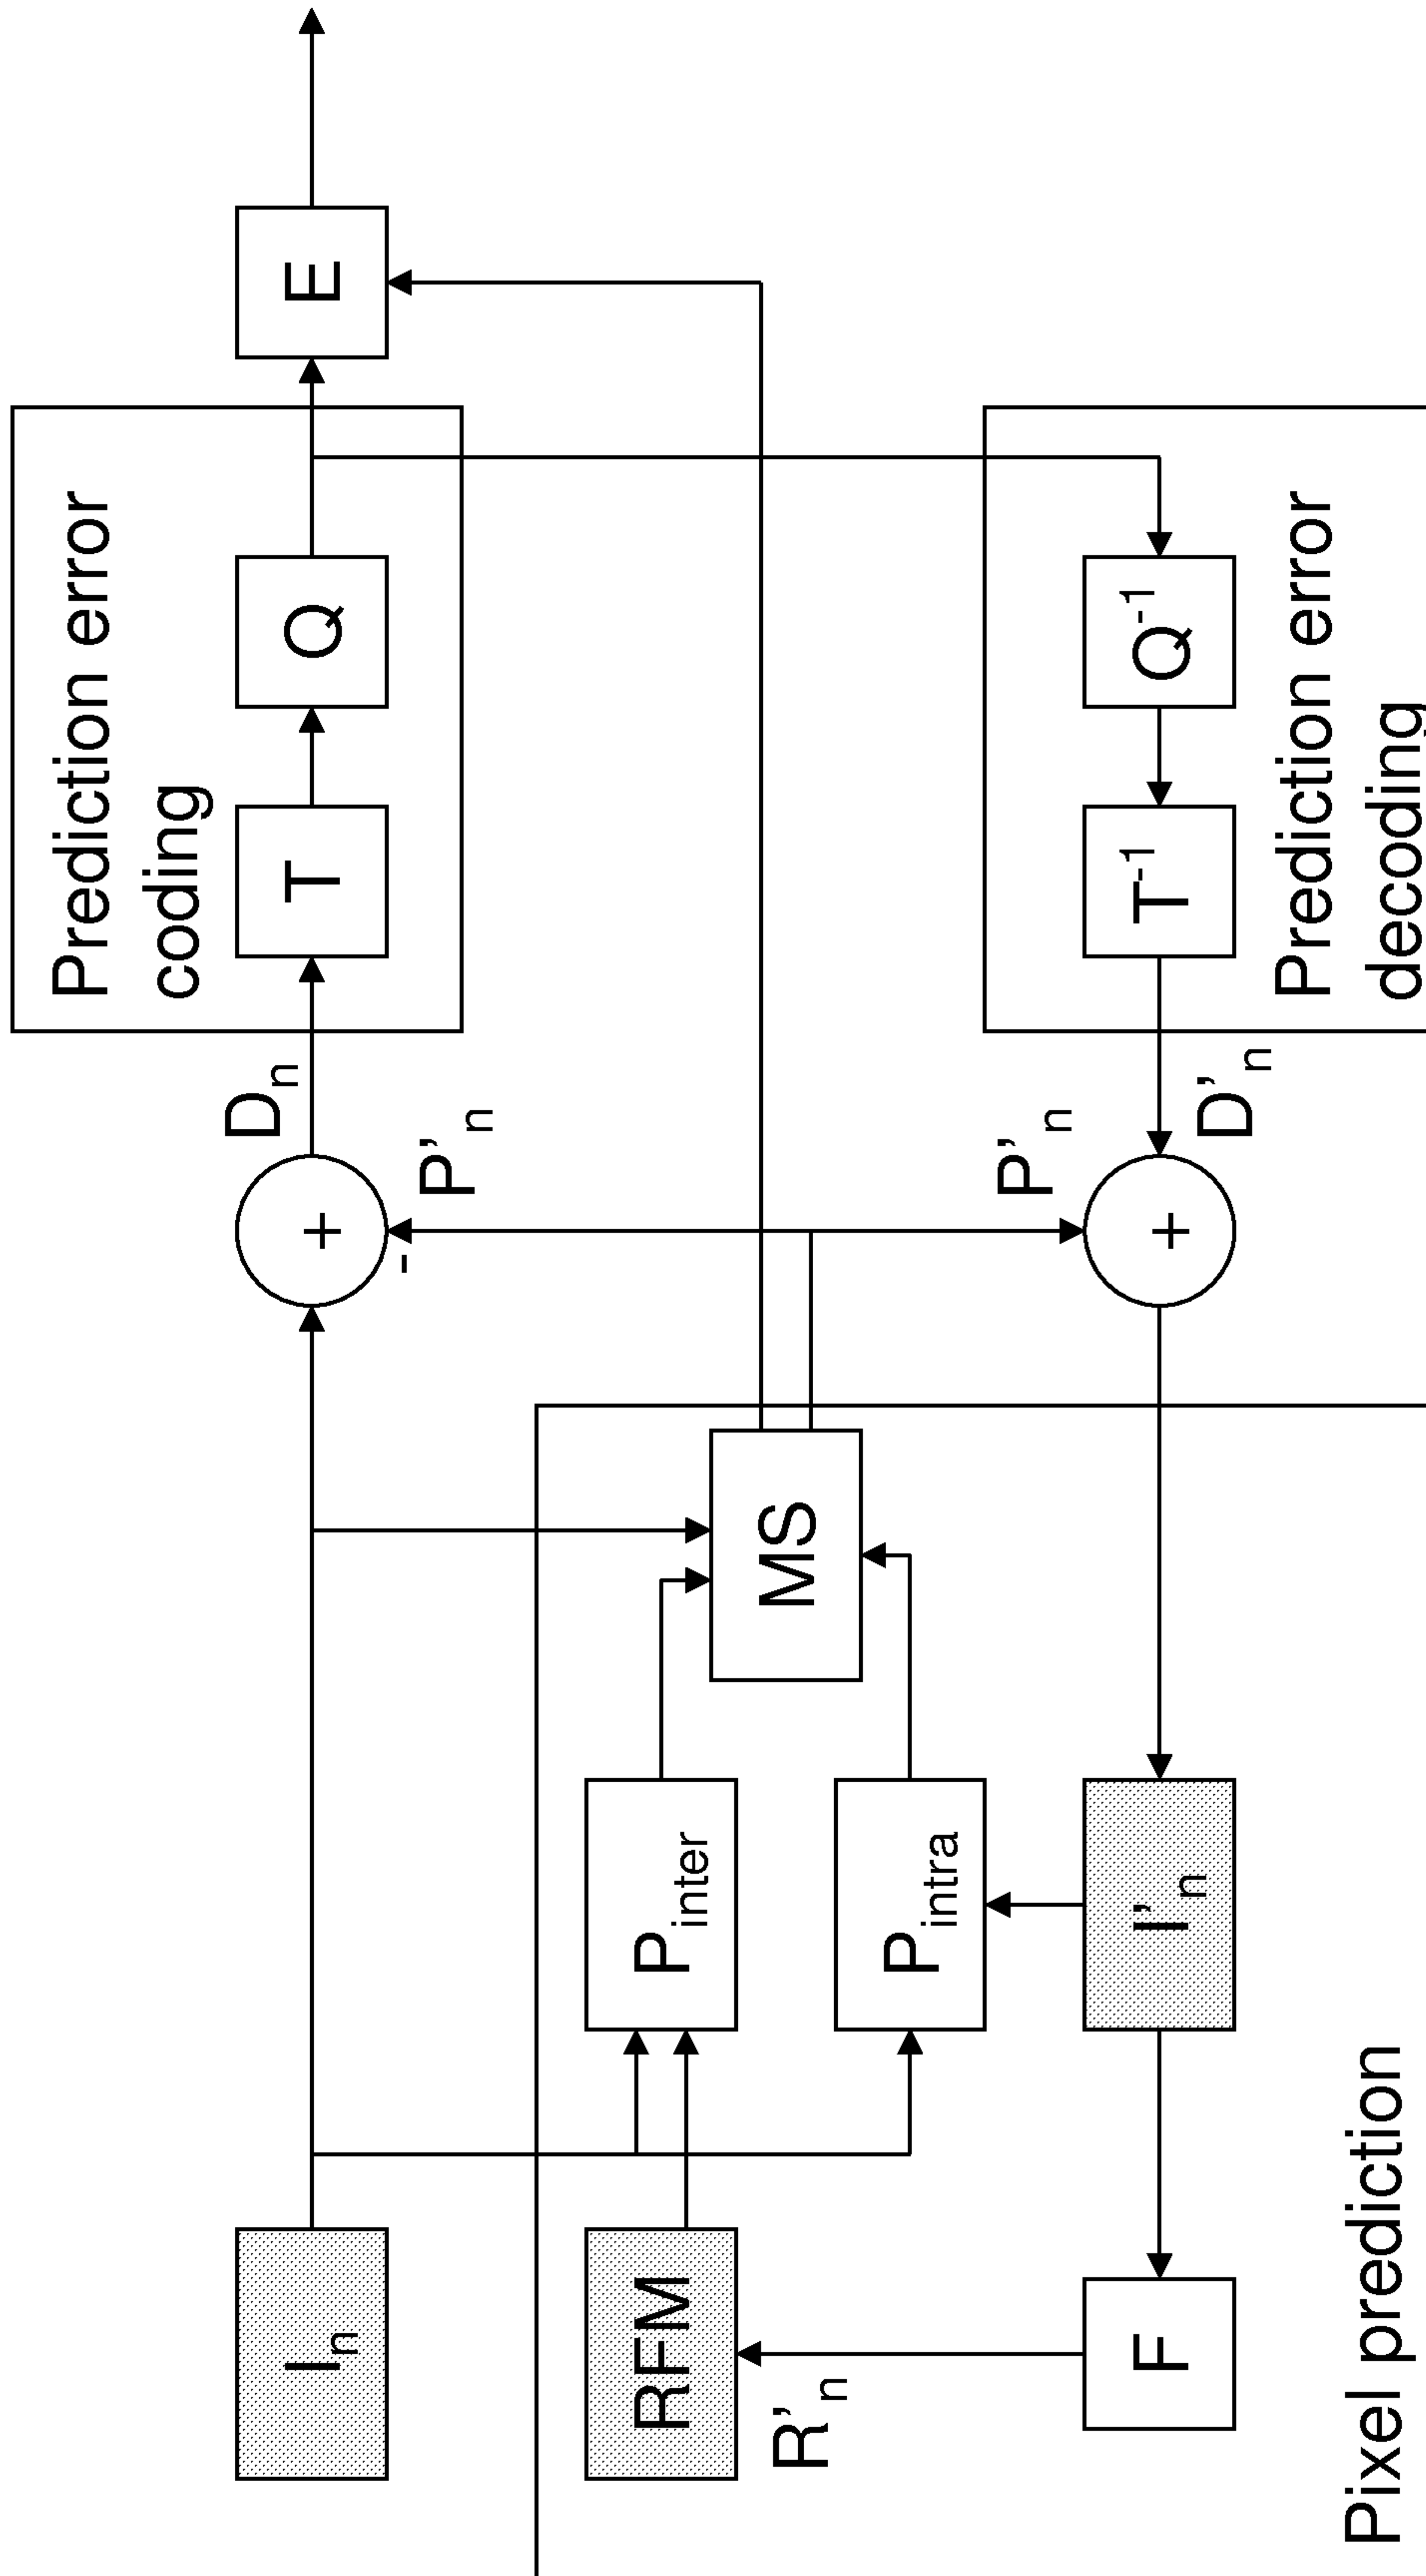 Prediction error
coding
I_n
D_n
T
Q
E
+
-
P'_n
RFM
P_inter
MS
R'_n
P_intra
P'_n
F
I'_n
+
D'_n
T^-1
Q^-1
Prediction error
decoding
Pixel prediction